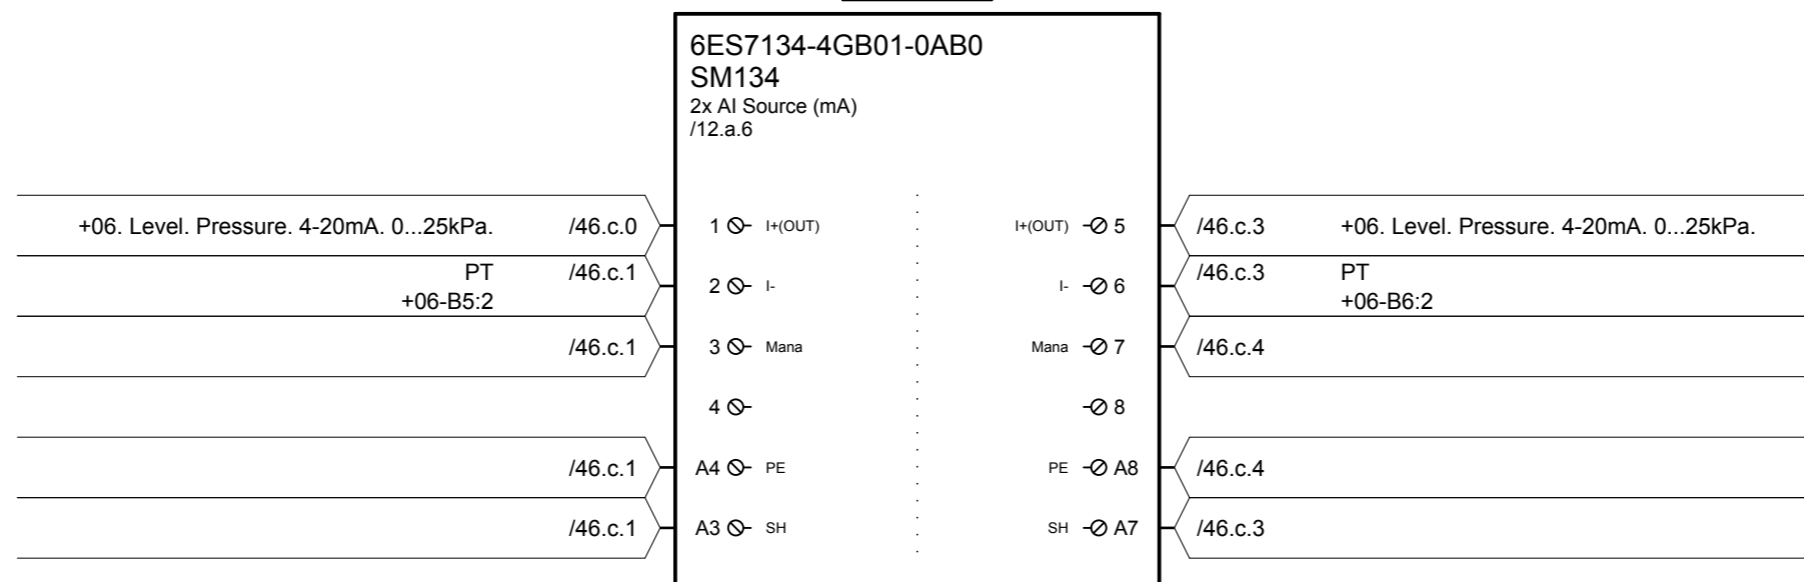 6ES7134-4GB01-0AB0
SM134
2x AI Source (mA)
/12.a.6
+06. Level. Pressure. 4-20mA. 0...25kPa. /46.c.0 1 I+(OUT) I+(OUT) 5 /46.c.3 +06. Level. Pressure. 4-20mA. 0...25kPa.
PT /46.c.1 2 I- I- 6 /46.c.3 PT
+06-B5:2 +06-B6:2
/46.c.1 3 Mana Mana 7 /46.c.4
4 8
/46.c.1 A4 PE PE A8 /46.c.4
/46.c.1 A3 SH SH A7 /46.c.3